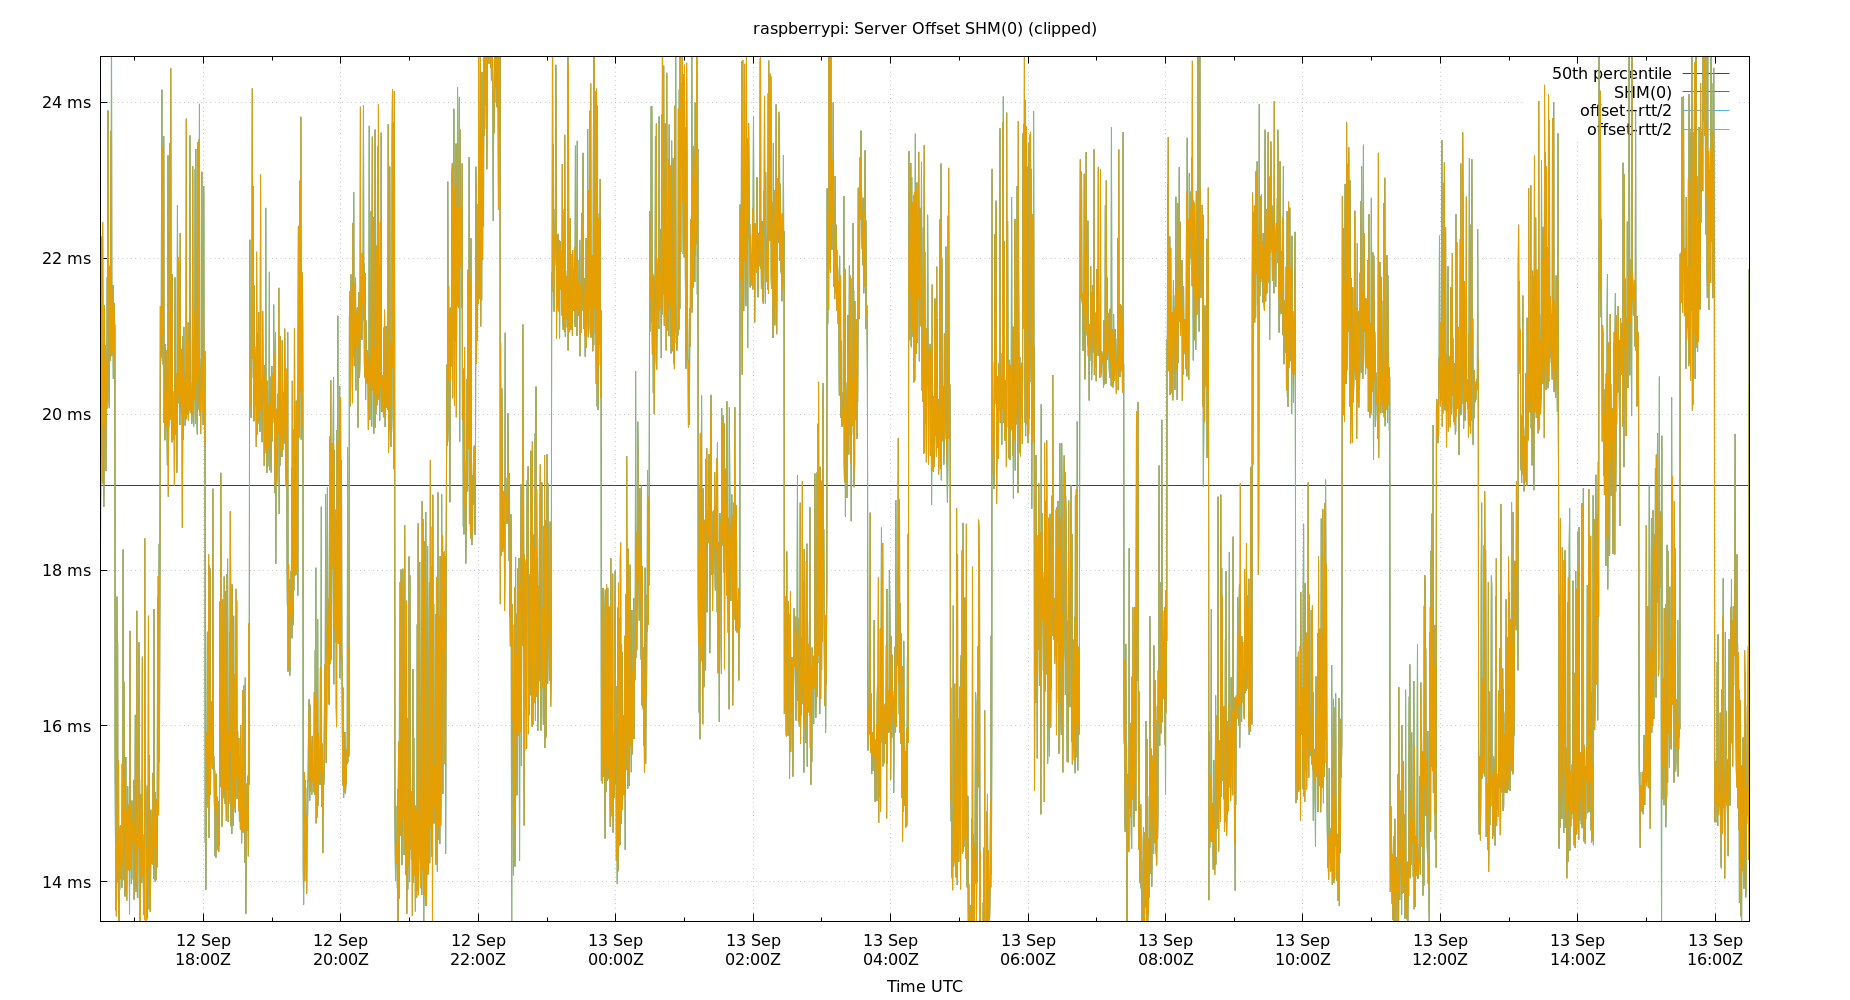 raspberrypi: Server Offset SHM(0) (clipped)
50th percentile
SHM(0)
offset+rtt/2
offset-rtt/2
24 ms
22 ms
20 ms
18 ms
16 ms
14 ms
12 Sep 12 Sep 12 Sep 13 Sep 13 Sep 13 Sep 13 Sep 13 Sep 13 Sep 13 Sep 13 Sep 13 Sep
18:00Z 20:00Z 22:00Z 00:00Z 02:00Z 04:00Z 06:00Z 08:00Z 10:00Z 12:00Z 14:00Z 16:00Z
Time UTC